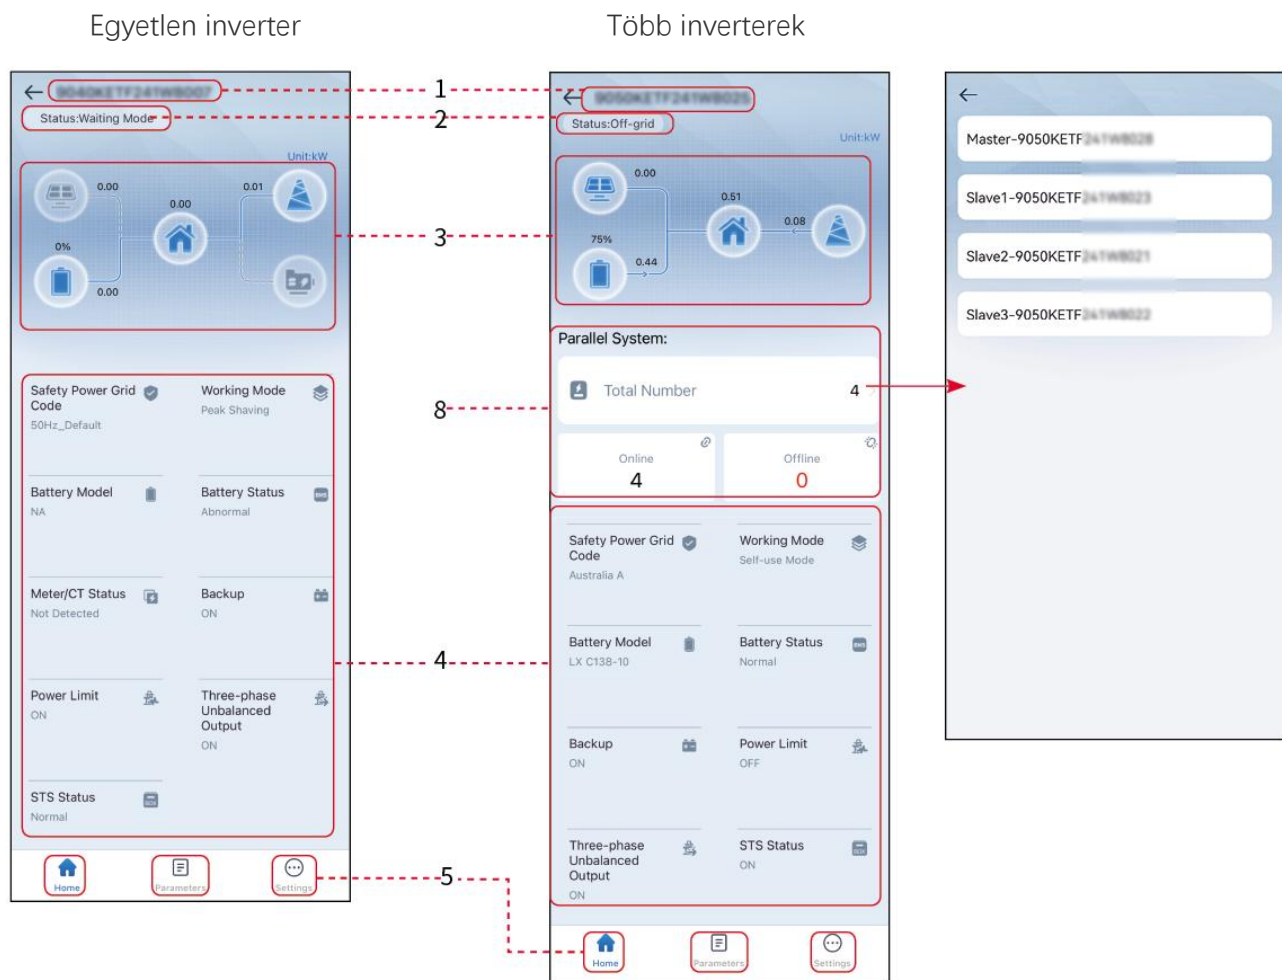 Egyetlen inverter
Több inverterek
Status:Waiting Mode
Unit:kW
0.00
0.01
0.00
0%
0.00
Safety Power Grid
Code
50Hz_Default
Working Mode
Peak Shaving
Battery Model
NA
Battery Status
Abnormal
Meter/CT Status
Not Detected
Backup
ON
Power Limit
ON
Three-phase
Unbalanced
Output
ON
STS Status
Normal
Home
Parameters
Settings
1
2
3
8
4
5
Status:Off-grid
Unit:kW
0.00
0.51
0.08
75%
0.44
Parallel System:
Total Number
4
Online
4
Offline
0
Safety Power Grid
Code
Australia A
Working Mode
Self-use Mode
Battery Model
LX C138-10
Battery Status
Normal
Backup
ON
Power Limit
OFF
Three-phase
Unbalanced
Output
ON
STS Status
ON
Home
Parameters
Settings
Master-9050KETF
Slave1-9050KETF
Slave2-9050KETF
Slave3-9050KETF